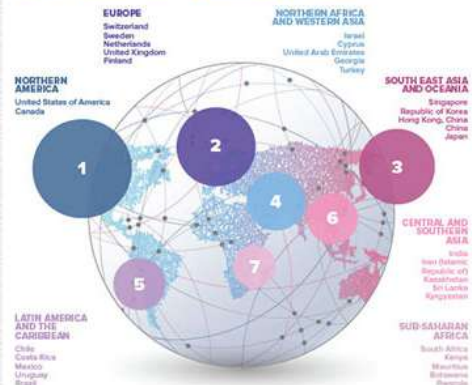 EUROPE
Switzerland
Sweden
Netherlands
United Kingdom
Finland
NORTHERN AFRICA
AND WESTERN ASIA
Israel
Cyprus
United Arab Emirates
Georgia
Turkey
NORTHERN
AMERICA
United States of America
Canada
SOUTH EAST ASIA
AND OCEANIA
Singapore
Republic of Korea
Hong Kong, China
China
Japan
1
2
3
4
5
6
7
CENTRAL AND
SOUTHERN
ASIA
India
Iran (Islamic
Republic of)
Kazakhstan
Sri Lanka
Kyrgyzstan
LATIN AMERICA
AND THE
CARIBBEAN
Chile
Costa Rica
Mexico
Uruguay
Brazil
SUB-SAHARAN
AFRICA
South Africa
Kenya
Mauritius
Botswana